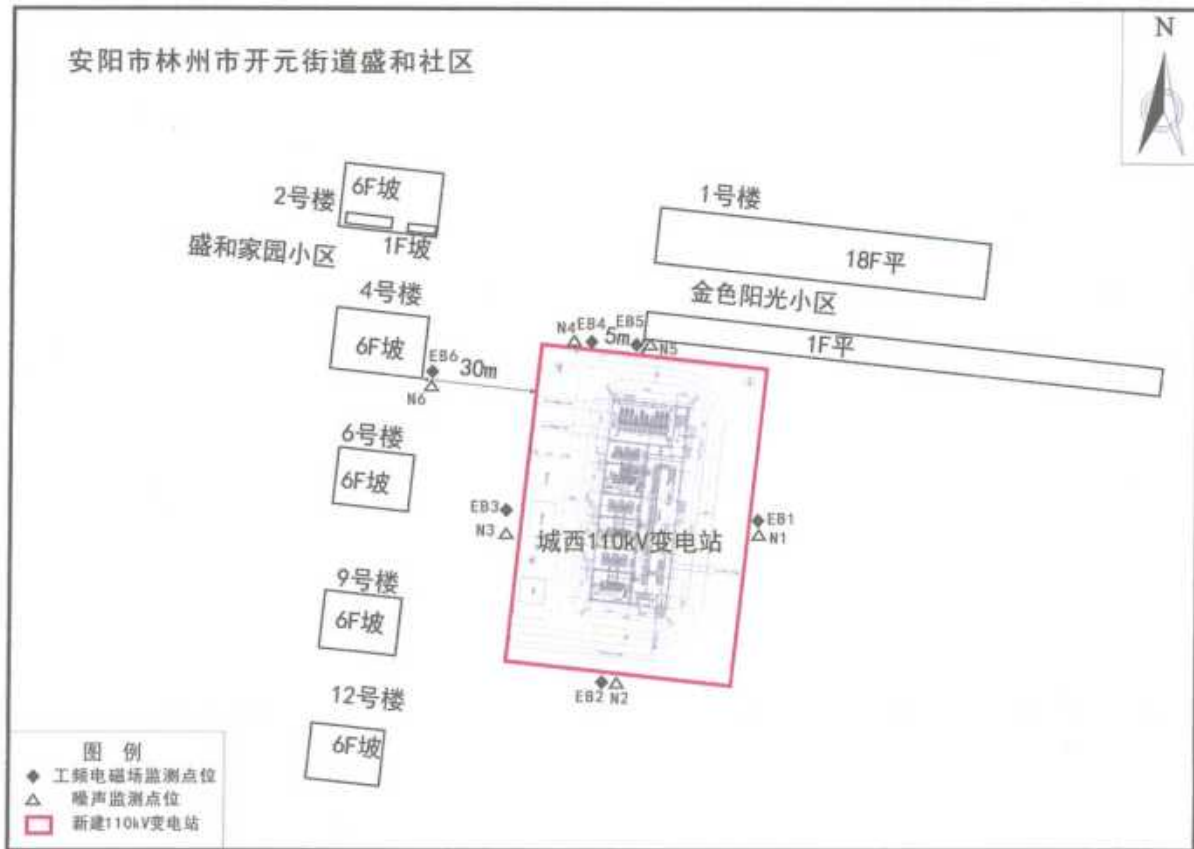 安阳市林州市开元街道盛和社区
N
2号楼
6F坡
1F坡
盛和家园小区
1号楼
18F平
金色阳光小区
1F平
4号楼
6F坡
EB6
30m
N6
N4
EB4
5m
EB5
N5
6号楼
6F坡
EB3
N3
城西110kV变电站
EB1
N1
9号楼
6F坡
EB2
N2
12号楼
6F坡
图 例
工频电磁场监测点位
噪声监测点位
新建110kV变电站